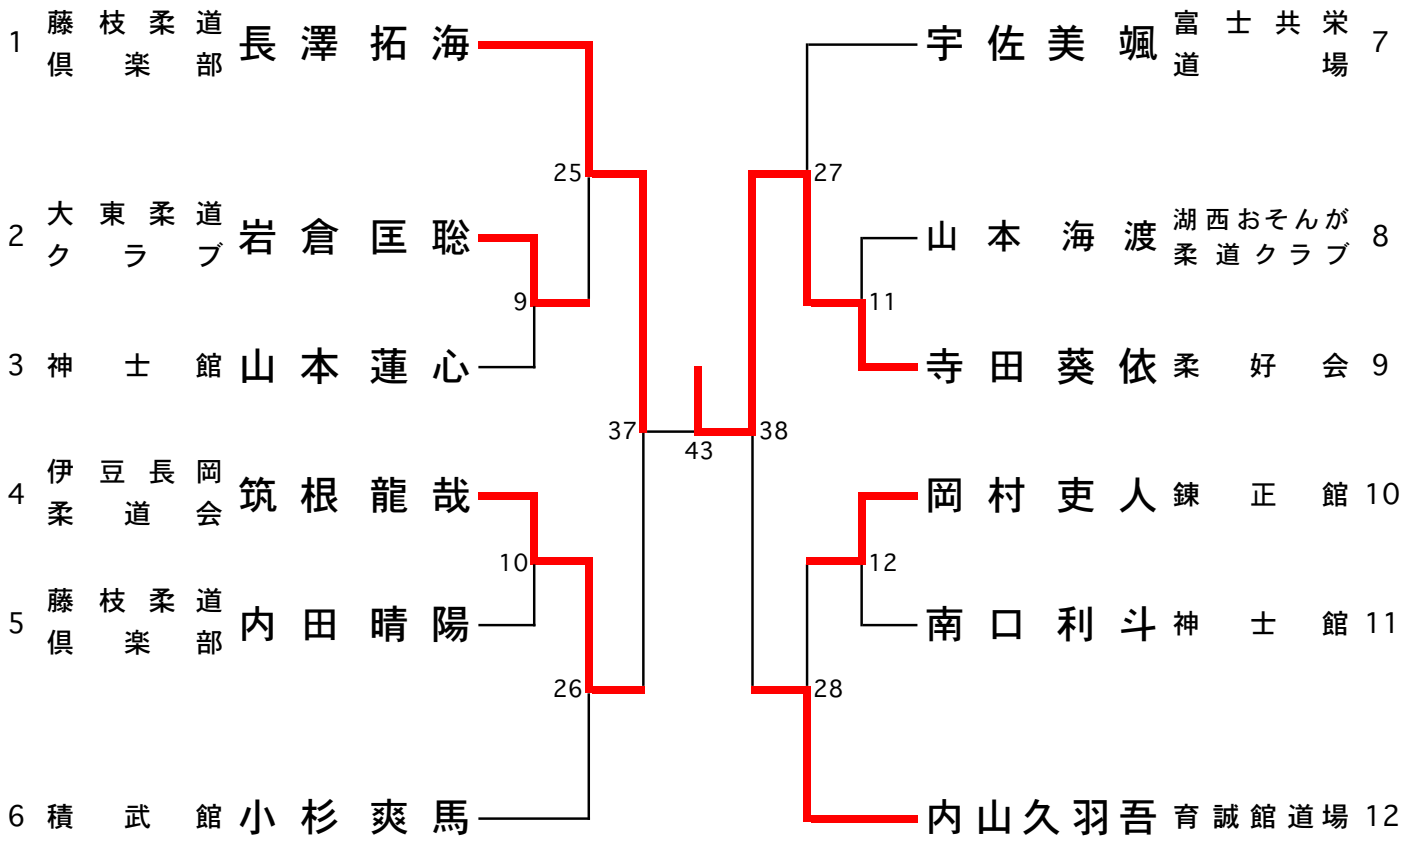 1 藤枝柔道倶楽部 長澤拓海
2 大東柔道クラブ 岩倉匡聡
3 神士館 山本蓮心
4 伊豆長岡柔道会 筑根龍哉
5 藤枝柔道倶楽部 内田晴陽
6 積武館 小杉爽馬
25
9
37
10
26
43
27
11
38
12
28
宇佐美颯 富士共栄道場 7
山本海渡 湖西おそんが柔道クラブ 8
寺田葵依 柔好会 9
岡村吏人 錬正館 10
南口利斗 神士館 11
内山久羽吾 育誠館道場 12